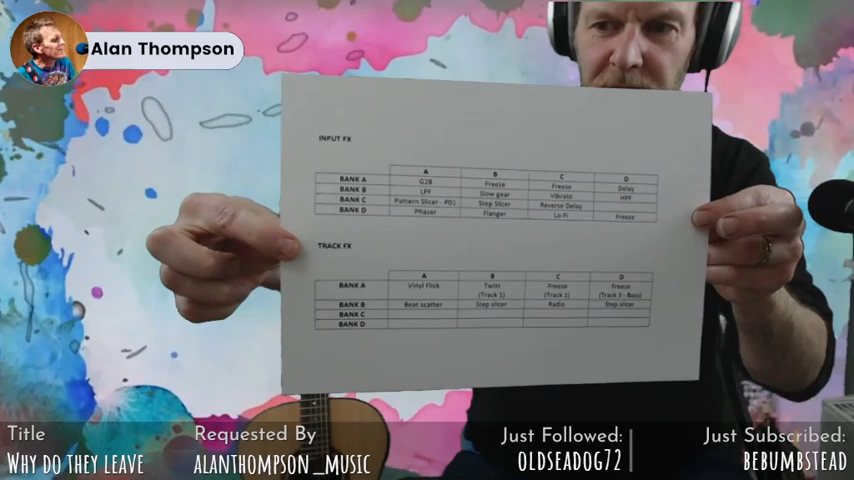 Alan Thompson
INPUT FX
A B C D
BANK A G2B Freeze Freeze Delay
BANK B LPF Slow gear Vibrato HPF
BANK C Pattern Slicer - P01 Step Slicer Reverse Delay
BANK D Phaser Flanger Lo-Fi Freeze
TRACK FX
A B C D
BANK A Vinyl Flick Twist Freeze Freeze
(Track 1) (Track 1) (Track 5 - Bass)
BANK B Beat scatter Step slicer Radio Step slicer
BANK C
BANK D
Title Requested By Just Followed: Just Subscribed:
WHY DO THEY LEAVE ALANTHOMPSON_MUSIC OLDSEADOG72 BEBUMBSTEAD